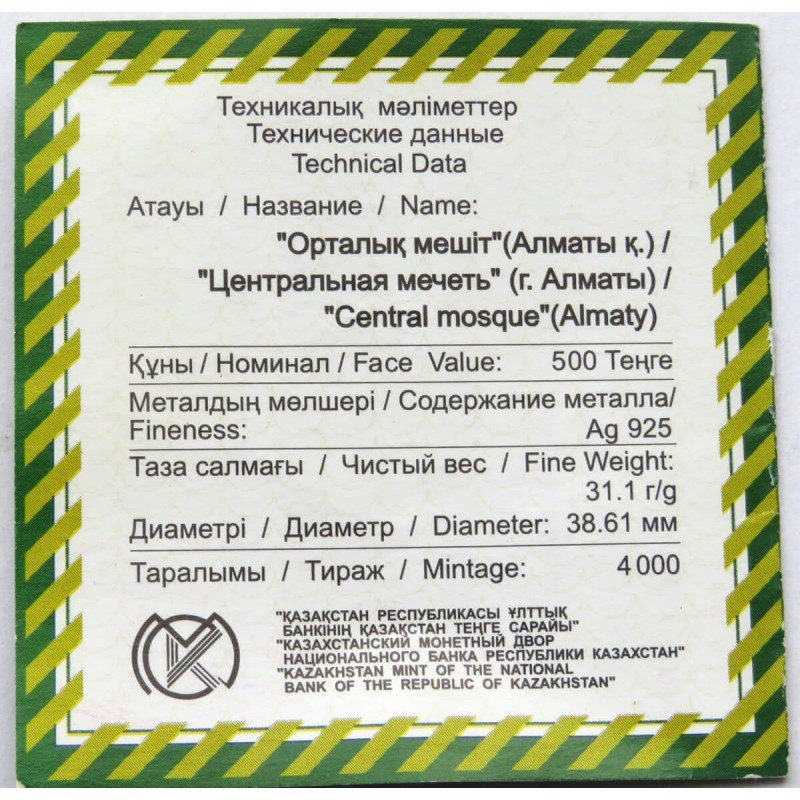 Техникалық мәліметтер
Технические данные
Technical Data
Атауы / Название / Name:
"Орталық мешіт"(Алматы қ.) /
"Центральная мечеть" (г. Алматы) /
"Central mosque"(Almaty)
Құны / Номинал / Face Value: 500 Теңге
Металдың мөлшері / Содержание металла/
Fineness: Ag 925
Таза салмағы / Чистый вес / Fine Weight:
31.1 г/g
Диаметрі / Диаметр / Diameter: 38.61 мм
Таралымы / Тираж / Mintage: 4 000
"ҚАЗАҚСТАН РЕСПУБЛИКАСЫ ҰЛТТЫҚ
БАНКІНІҢ ҚАЗАҚСТАН ТЕҢГЕ САРАЙЫ"
"КАЗАХСТАНСКИЙ МОНЕТНЫЙ ДВОР
НАЦИОНАЛЬНОГО БАНКА РЕСПУБЛИКИ КАЗАХСТАН"
"KAZAKHSTAN MINT OF THE NATIONAL
BANK OF THE REPUBLIC OF KAZAKHSTAN"